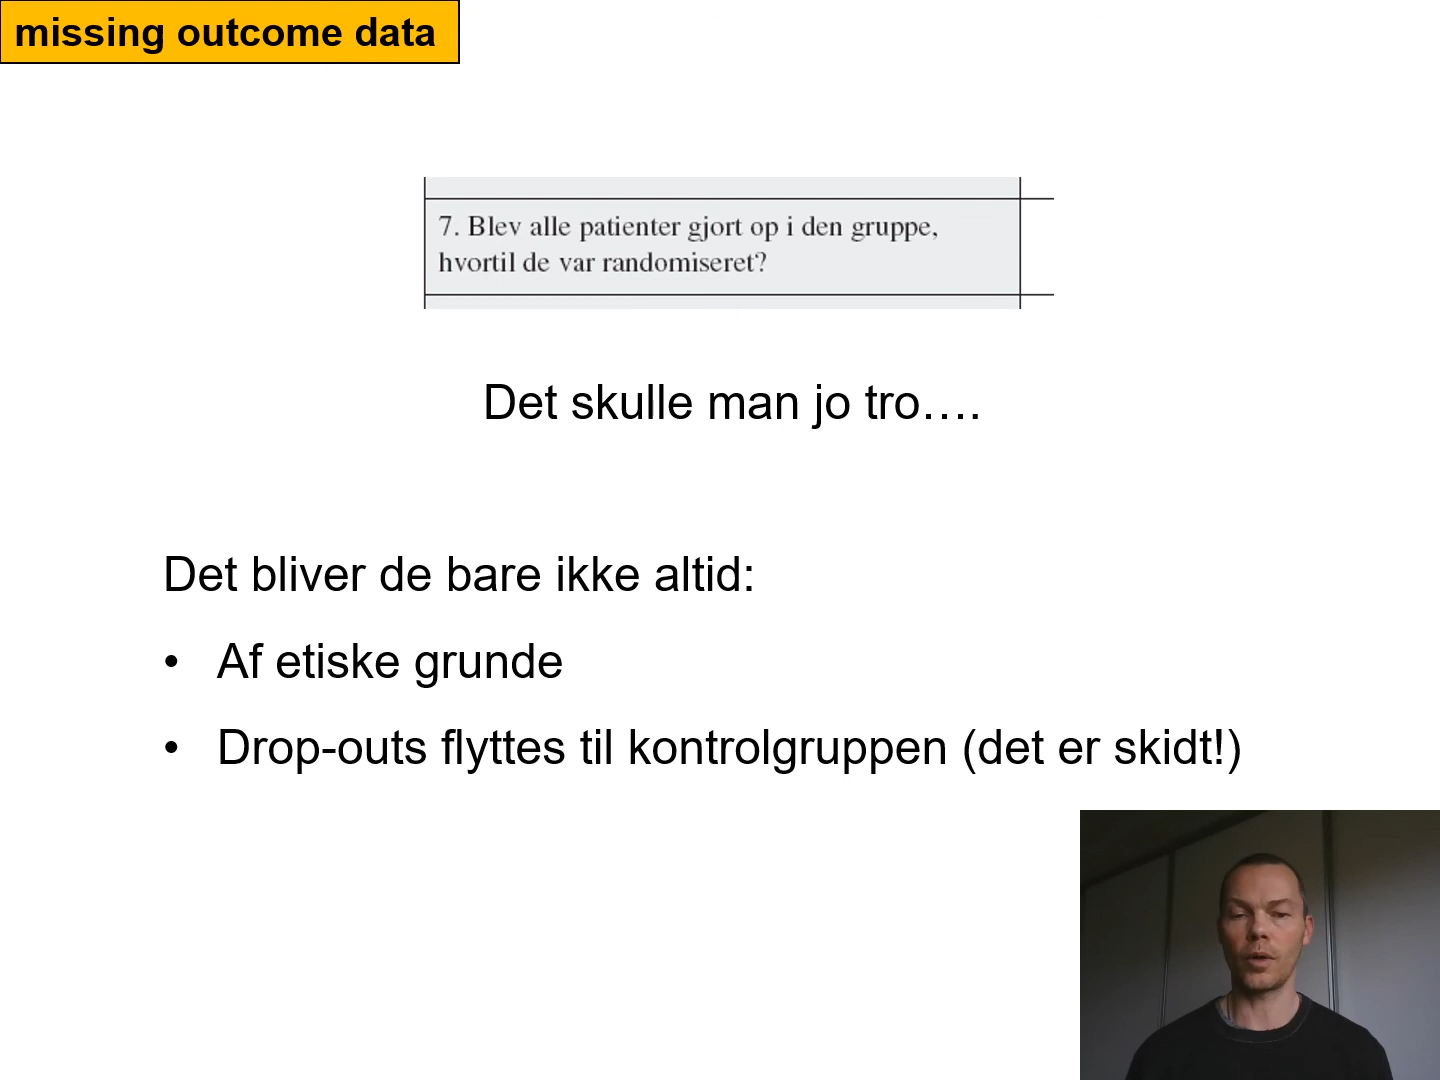 missing outcome data
7. Blev alle patienter gjort op i den gruppe,
hvortil de var randomiseret?
Det skulle man jo tro….
Det bliver de bare ikke altid:
• Af etiske grunde
• Drop-outs flyttes til kontrolgruppen (det er skidt!)